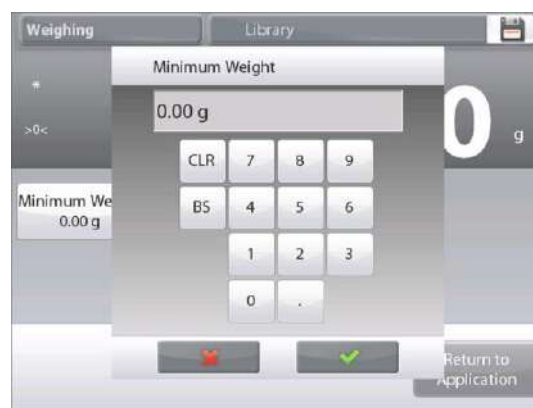 Weighing
Library
Minimum Weight
0.00 g
*
>0<
0
g
CLR 7 8 9
BS 4 5 6
1 2 3
0 .
Minimum We
0.00 g
Return to
Application